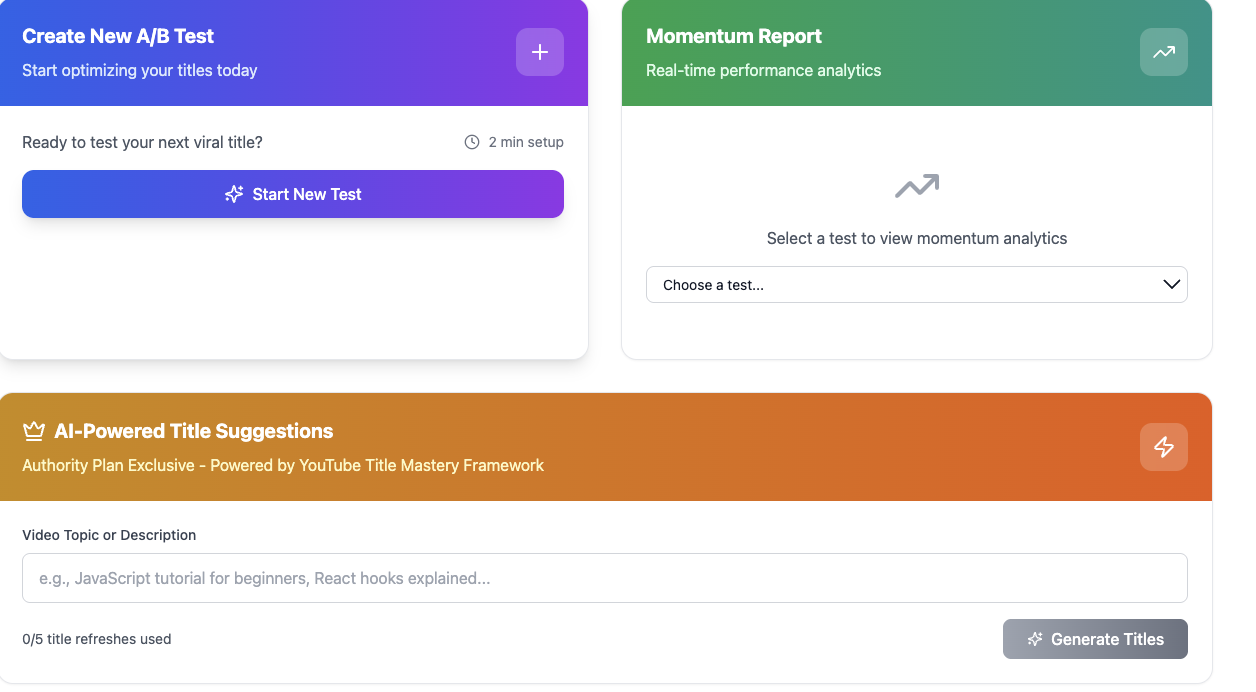 Create New A/B Test
Start optimizing your titles today
Ready to test your next viral title?
2 min setup
Start New Test
Momentum Report
Real-time performance analytics
Select a test to view momentum analytics
Choose a test...
AI-Powered Title Suggestions
Authority Plan Exclusive - Powered by YouTube Title Mastery Framework
Video Topic or Description
e.g., JavaScript tutorial for beginners, React hooks explained...
0/5 title refreshes used
Generate Titles